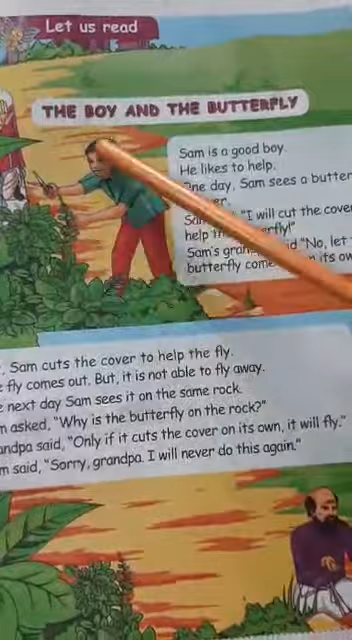 Let us read
THE BOY AND THE BUTTERFLY
Sam is a good boy.
He likes to help.
One day, Sam sees a butter
"I will cut the cove
help
Sam's "No, let
butterfly its
Sam cuts the cover to help the fly.
fly comes out. But, it is not able to fly away.
next day Sam sees it on the same rock.
asked, "Why is the butterfly on the rock?"
said, "Only if it cuts the cover on its own, it will fly."
said, "Sorry, grandpa. I will never do this again."